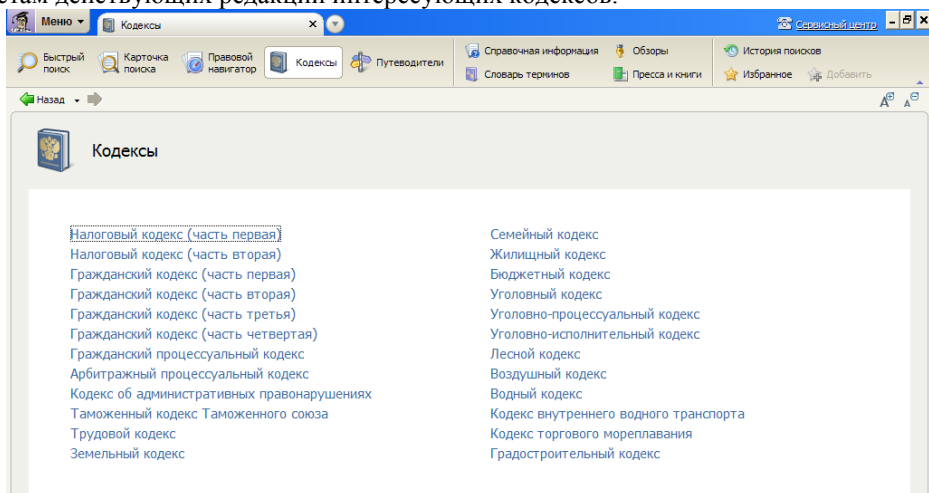 стам действующих редакций интересующих кодексов.
Меню Кодексы Сервисный центр
Быстрый поиск Карточка поиска Правовой навигатор Кодексы Путеводители
Справочная информация Обзоры История поисков
Словарь терминов Пресса и книги Избранное Добавить
Назад
Кодексы
Налоговый кодекс (часть первая)
Налоговый кодекс (часть вторая)
Гражданский кодекс (часть первая)
Гражданский кодекс (часть вторая)
Гражданский кодекс (часть третья)
Гражданский кодекс (часть четвертая)
Гражданский процессуальный кодекс
Арбитражный процессуальный кодекс
Кодекс об административных правонарушениях
Таможенный кодекс Таможенного союза
Трудовой кодекс
Земельный кодекс
Семейный кодекс
Жилищный кодекс
Бюджетный кодекс
Уголовный кодекс
Уголовно-процессуальный кодекс
Уголовно-исполнительный кодекс
Лесной кодекс
Воздушный кодекс
Водный кодекс
Кодекс внутреннего водного транспорта
Кодекс торгового мореплавания
Градостроительный кодекс